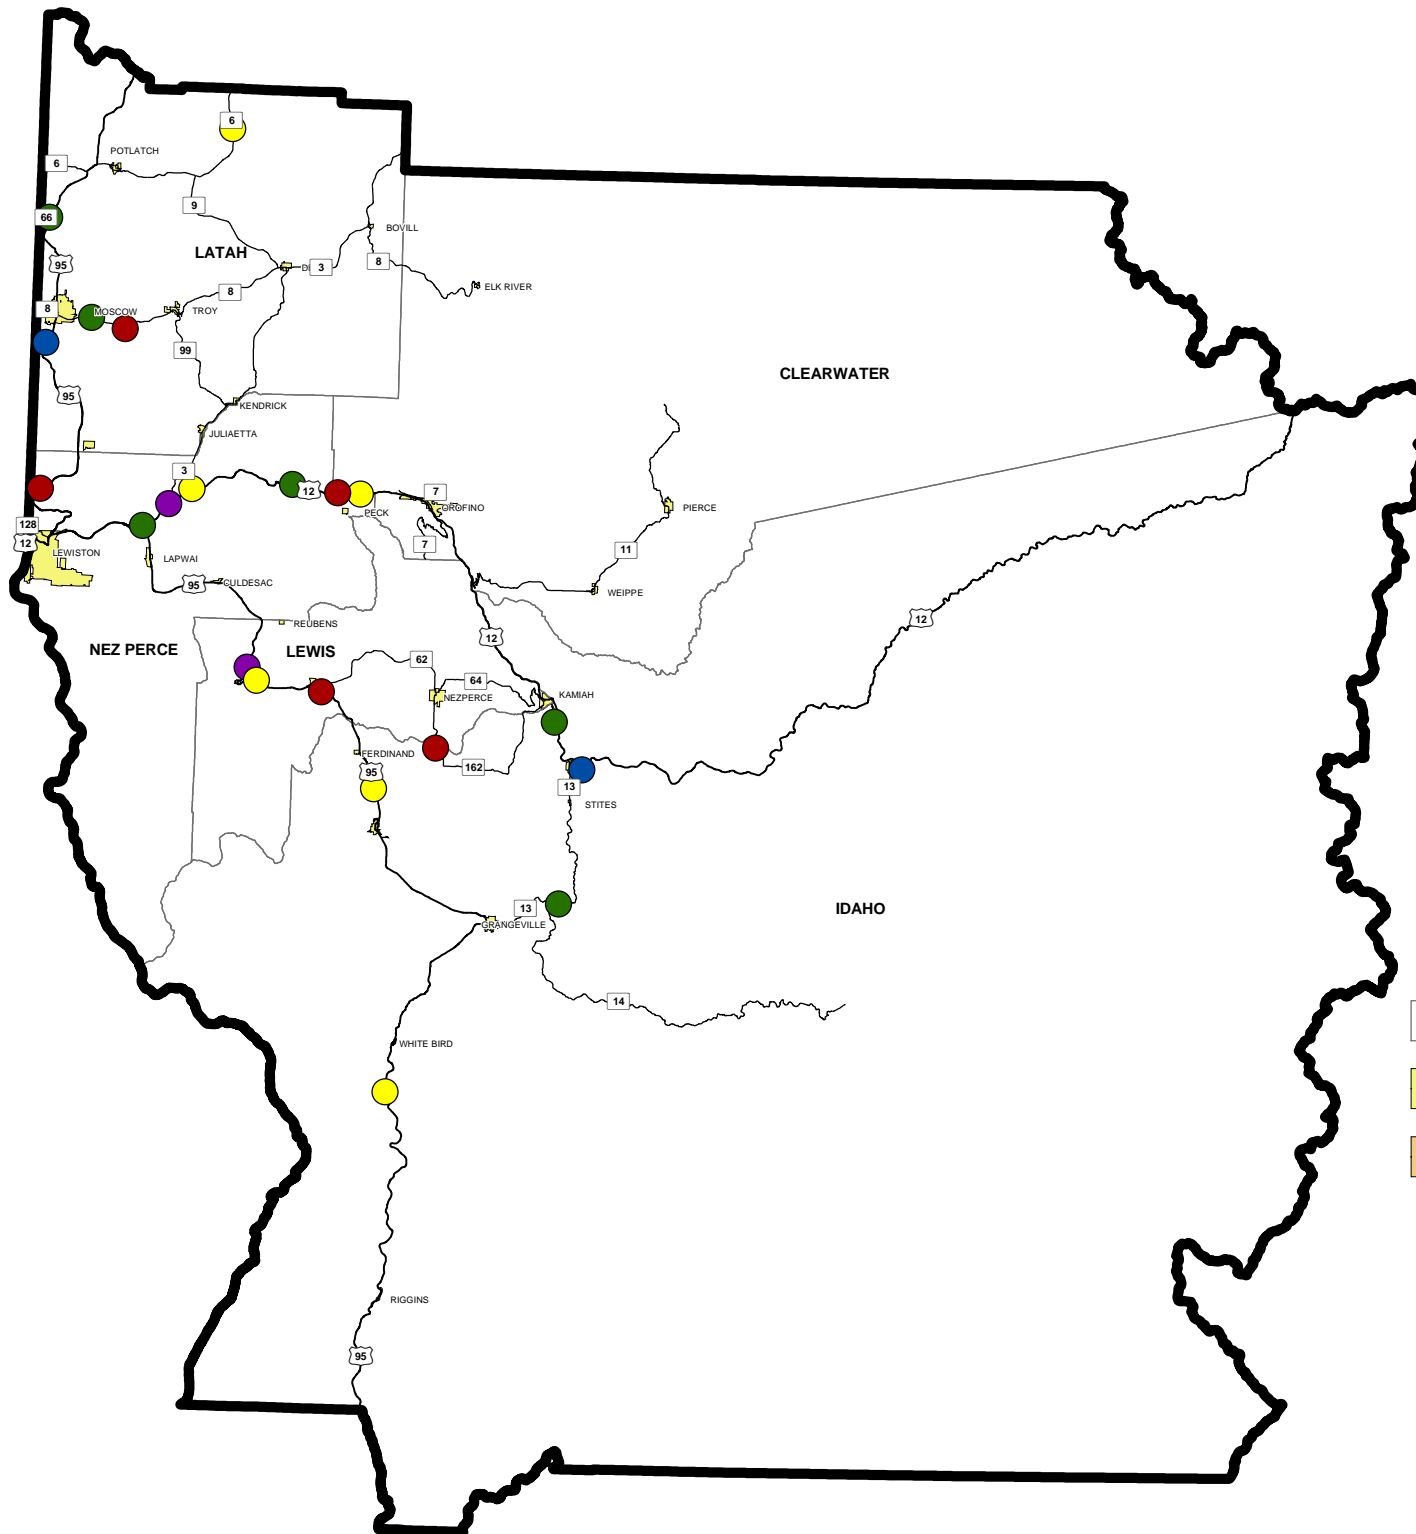 6
POTLATCH
6
9
66
BOVILL
LATAH
95
8
3
D
ELK RIVER
8
8
MOSCOW
TROY
99
CLEARWATER
95
KENDRICK
JULIAETTA
3
12
7
OROFINO
PIERCE
PECK
128
12
LEWISTON
LAPWAI
7
11
95
CULDESAC
WEIPPE
12
REUBENS
12
NEZ PERCE
LEWIS
62
64
NEZPERCE
KAMIAH
FERDINAND
162
95
13
STITES
13
IDAHO
GRANGEVILLE
14
WHITE BIRD
RIGGINS
95